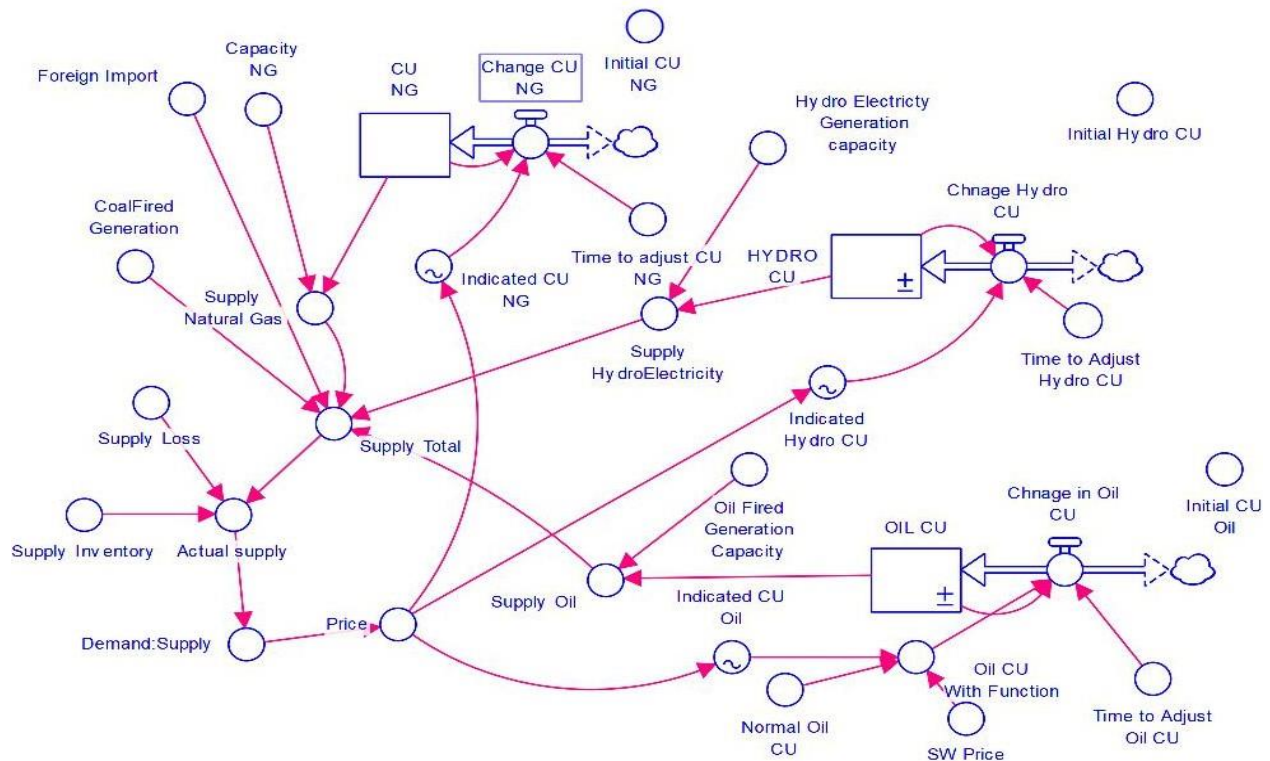 Foreign Import
Capacity
NG
CU
NG
Change CU
NG
Initial CU
NG
Hydro Electricty
Generation
capacity
Initial Hydro CU
CoalFired
Generation
Supply
Natural Gas
Indicated CU
NG
Time to adjust CU
NG
HYDRO
CU
Chnage Hydro
CU
±
Supply
HydroElectricity
Time to Adjust
Hydro CU
Indicated
Hydro CU
Supply Loss
Supply Total
Supply Inventory
Actual supply
Oil Fired
Generation
Capacity
OIL CU
Chnage in Oil
CU
Initial CU
Oil
±
Supply Oil
Indicated CU
Oil
Demand:Supply
Price
Normal Oil
CU
Oil CU
With Function
SW Price
Time to Adjust
Oil CU